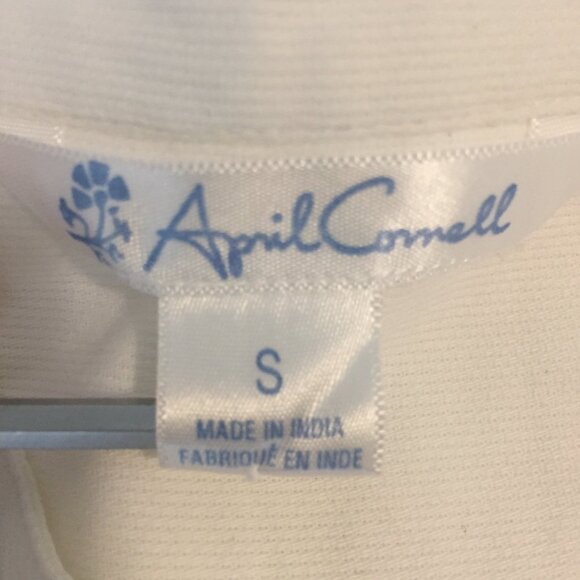 April Cornell
S
MADE IN INDIA
FABRIQUÉ EN INDE